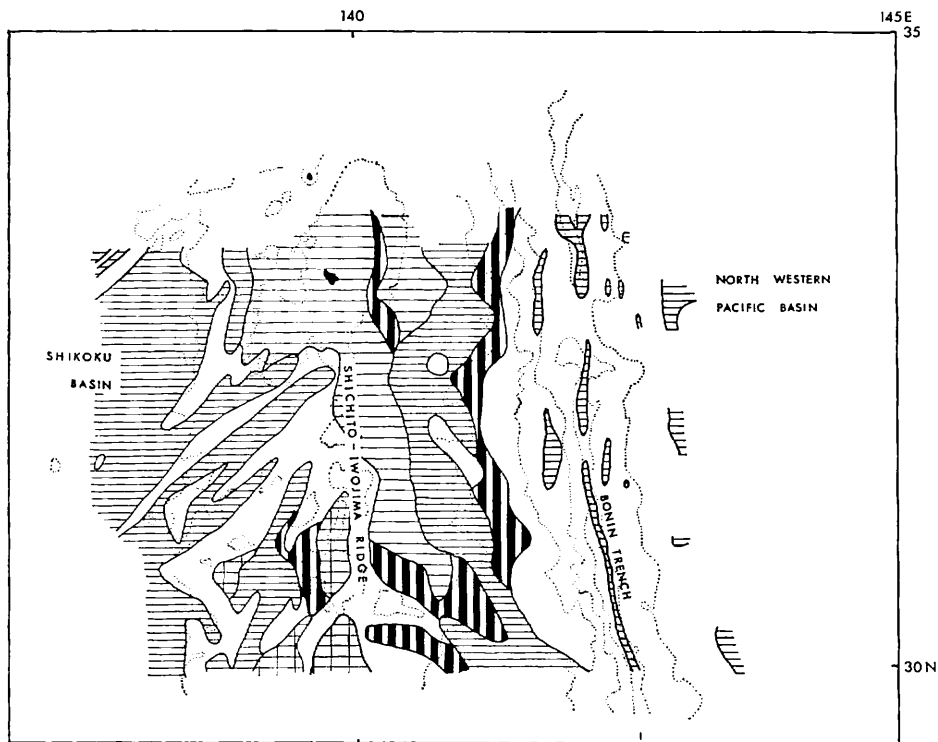 140
145E
35
NORTH WESTERN
PACIFIC BASIN
SHIKOKU
BASIN
SHICHITO-IWOJIMA RIDGE
BONIN TRENCH
30N